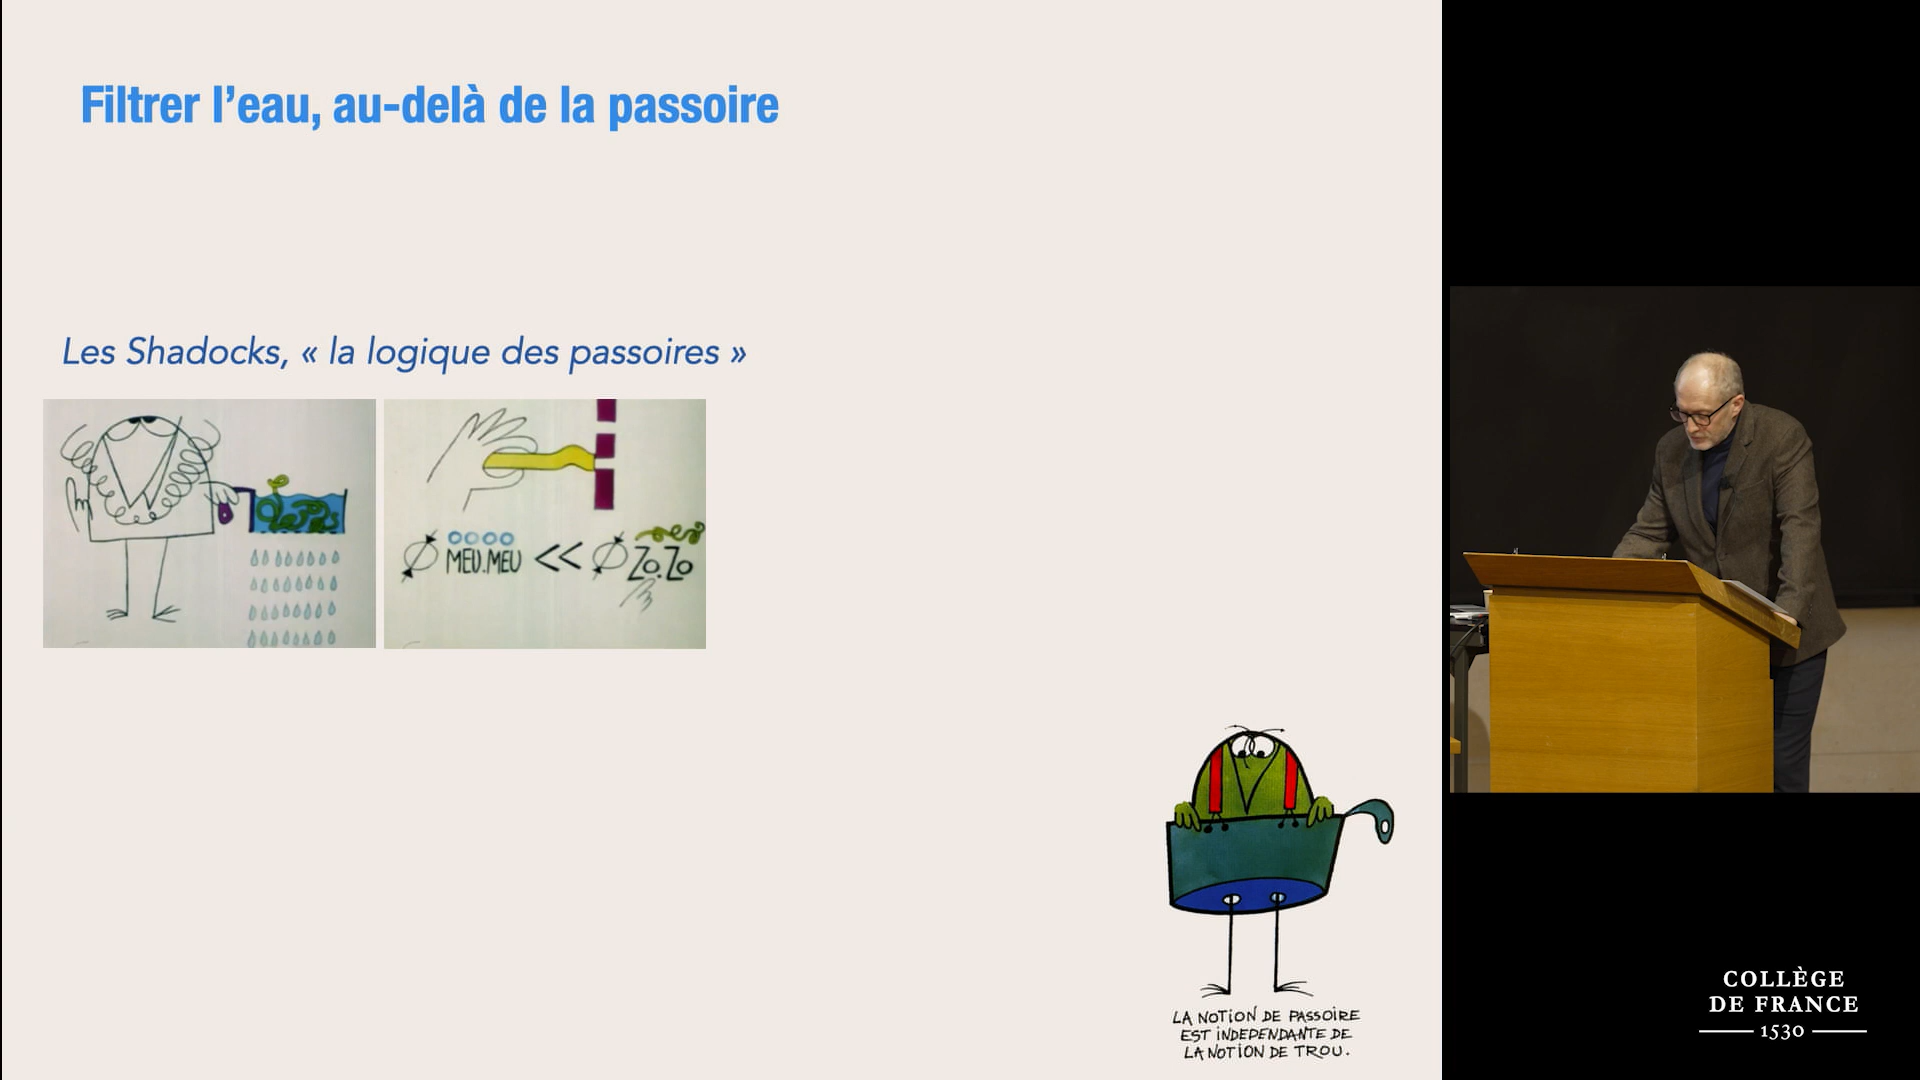 Filtrer l’eau, au-delà de la passoire
Les Shadocks, « la logique des passoires »
MEU.MEU << Ø ZO.ZO
LA NOTION DE PASSOIRE
EST INDEPENDANTE DE
LA NOTION DE TROU.
COLLÈGE
DE FRANCE
1530